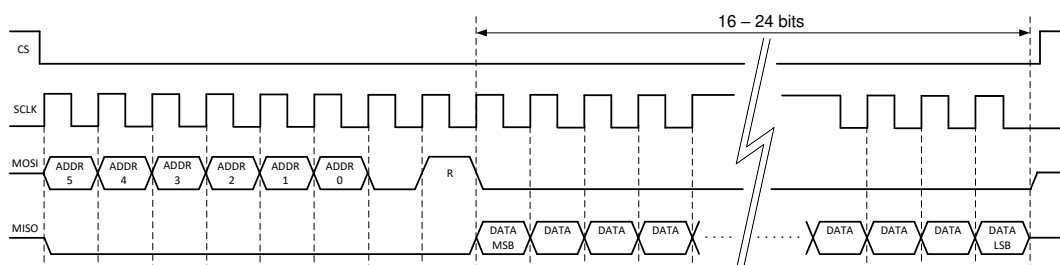 16 – 24 bits
CS
SCLK
MOSI
ADDR 5
ADDR 4
ADDR 3
ADDR 2
ADDR 1
ADDR 0
R
MISO
DATA MSB
DATA
DATA
DATA
DATA
DATA
DATA
DATA LSB